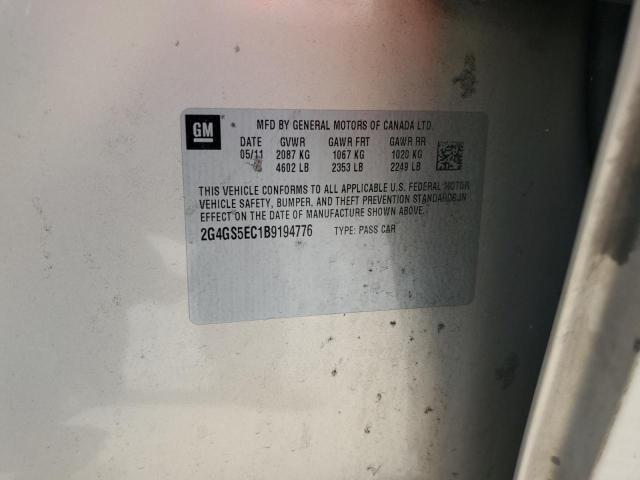 GM
MFD BY GENERAL MOTORS OF CANADA LTD.
DATE GVWR GAWR FRT GAWR RR
05/11 2087 KG 1067 KG 1020 KG
4602 LB 2353 LB 2249 LB
THIS VEHICLE CONFORMS TO ALL APPLICABLE U.S. FEDERAL MOTOR
VEHICLE SAFETY, BUMPER, AND THEFT PREVENTION STANDARDS IN
EFFECT ON THE DATE OF MANUFACTURE SHOWN ABOVE.
2G4GS5EC1B9194776 TYPE: PASS CAR